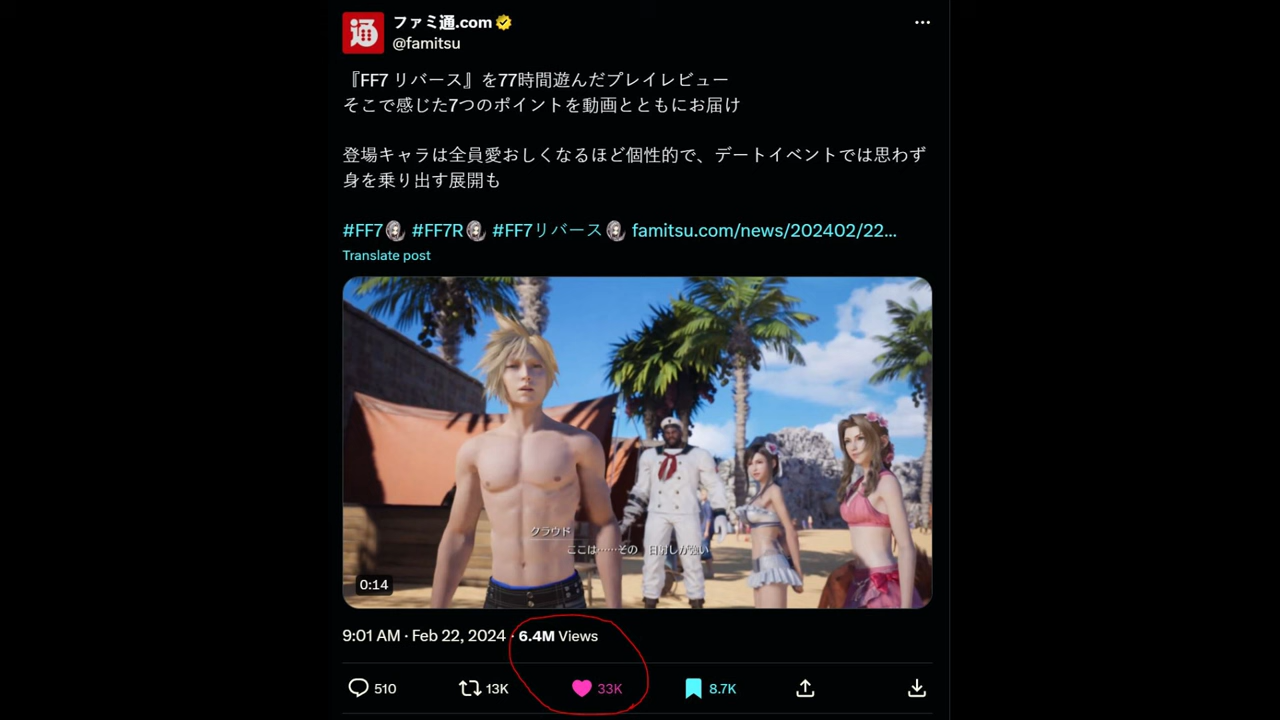 ファミ通.com
@famitsu
『FF7 リバース』を77時間遊んだプレイレビュー
そこで感じた7つのポイントを動画とともにお届け
登場キャラは全員愛おしくなるほど個性的で、デートイベントでは思わず
身を乗り出す展開も
#FF7 #FF7R #FF7リバース famitsu.com/news/202402/22...
Translate post
クラウド
ここは……その 日射しが強い
0:14
9:01 AM · Feb 22, 2024 · 6.4M Views
510 13K 33K 8.7K